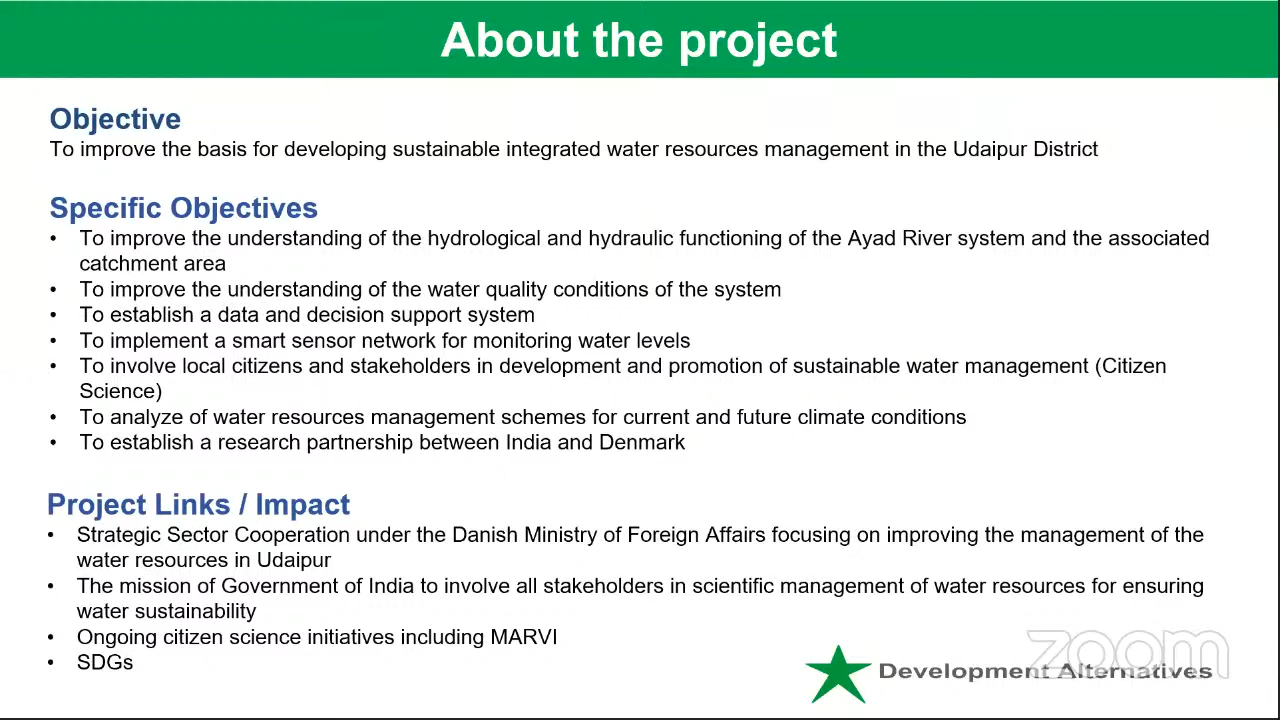 About the project
Objective
To improve the basis for developing sustainable integrated water resources management in the Udaipur District
Specific Objectives
• To improve the understanding of the hydrological and hydraulic functioning of the Ayad River system and the associated
catchment area
• To improve the understanding of the water quality conditions of the system
• To establish a data and decision support system
• To implement a smart sensor network for monitoring water levels
• To involve local citizens and stakeholders in development and promotion of sustainable water management (Citizen
Science)
• To analyze of water resources management schemes for current and future climate conditions
• To establish a research partnership between India and Denmark
Project Links / Impact
• Strategic Sector Cooperation under the Danish Ministry of Foreign Affairs focusing on improving the management of the
water resources in Udaipur
• The mission of Government of India to involve all stakeholders in scientific management of water resources for ensuring
water sustainability
• Ongoing citizen science initiatives including MARVI
• SDGs
zoom
Development Alternatives